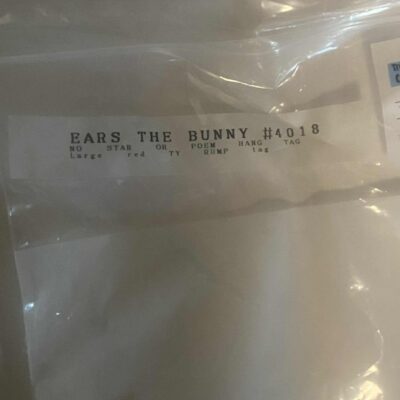 EARS THE BUNNY #4018
NO STAR OR POEM HANG TAG
Large red TY RUMP tag